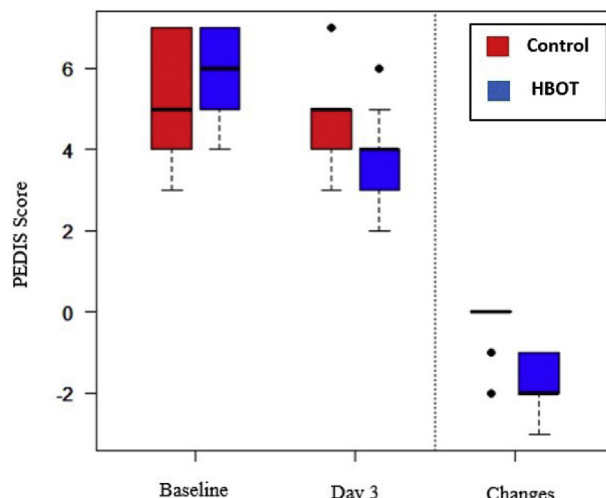 Control
HBOT
PEDIS Score
6
4
2
0
-2
Baseline
Day 3
Changes